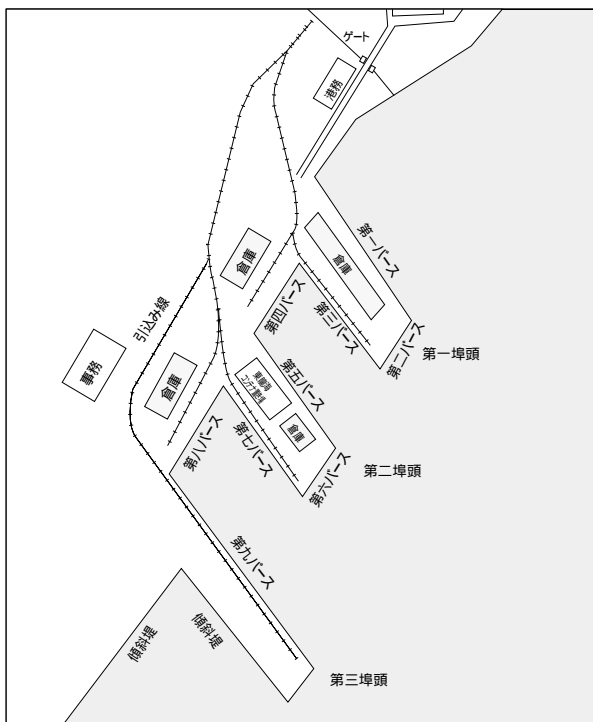 ゲート
港務
第一バース
倉庫
倉庫
第四バース
第三バース
第二バース
第一埠頭
引込み線
事務
倉庫
第五バース
倉庫
第八バース
第七バース
第六バース
第二埠頭
第九バース
傾斜堤
傾斜堤
第三埠頭